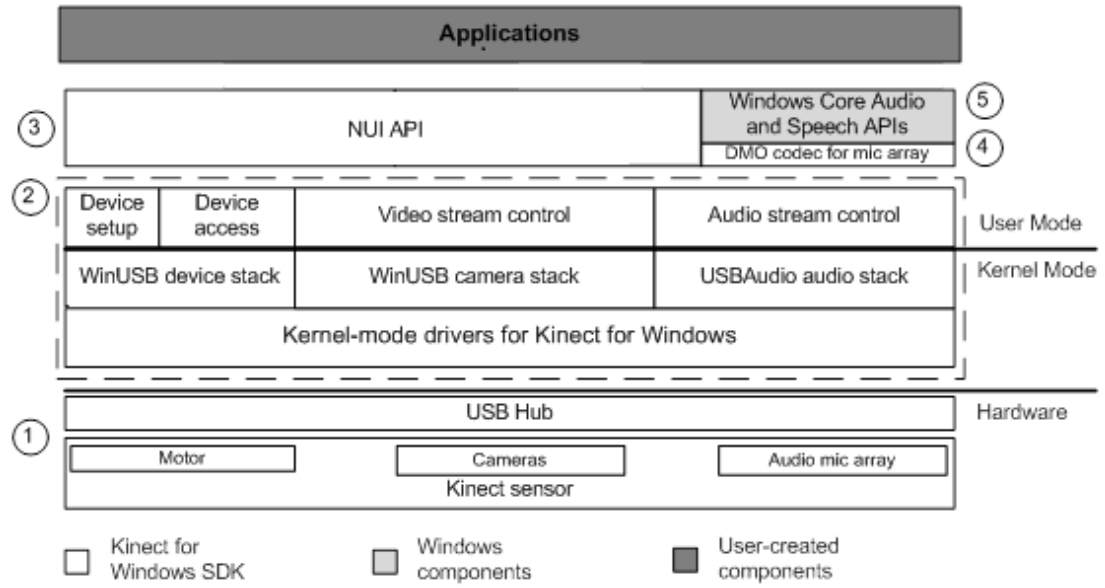 Applications
3
NUI API
Windows Core Audio
and Speech APIs
5
DMO codec for mic array
4
2
Device
setup
Device
access
Video stream control
Audio stream control
User Mode
WinUSB device stack
WinUSB camera stack
USBAudio audio stack
Kernel Mode
Kernel-mode drivers for Kinect for Windows
USB Hub
Hardware
1
Motor
Cameras
Audio mic array
Kinect sensor
Kinect for
Windows SDK
Windows
components
User-created
components